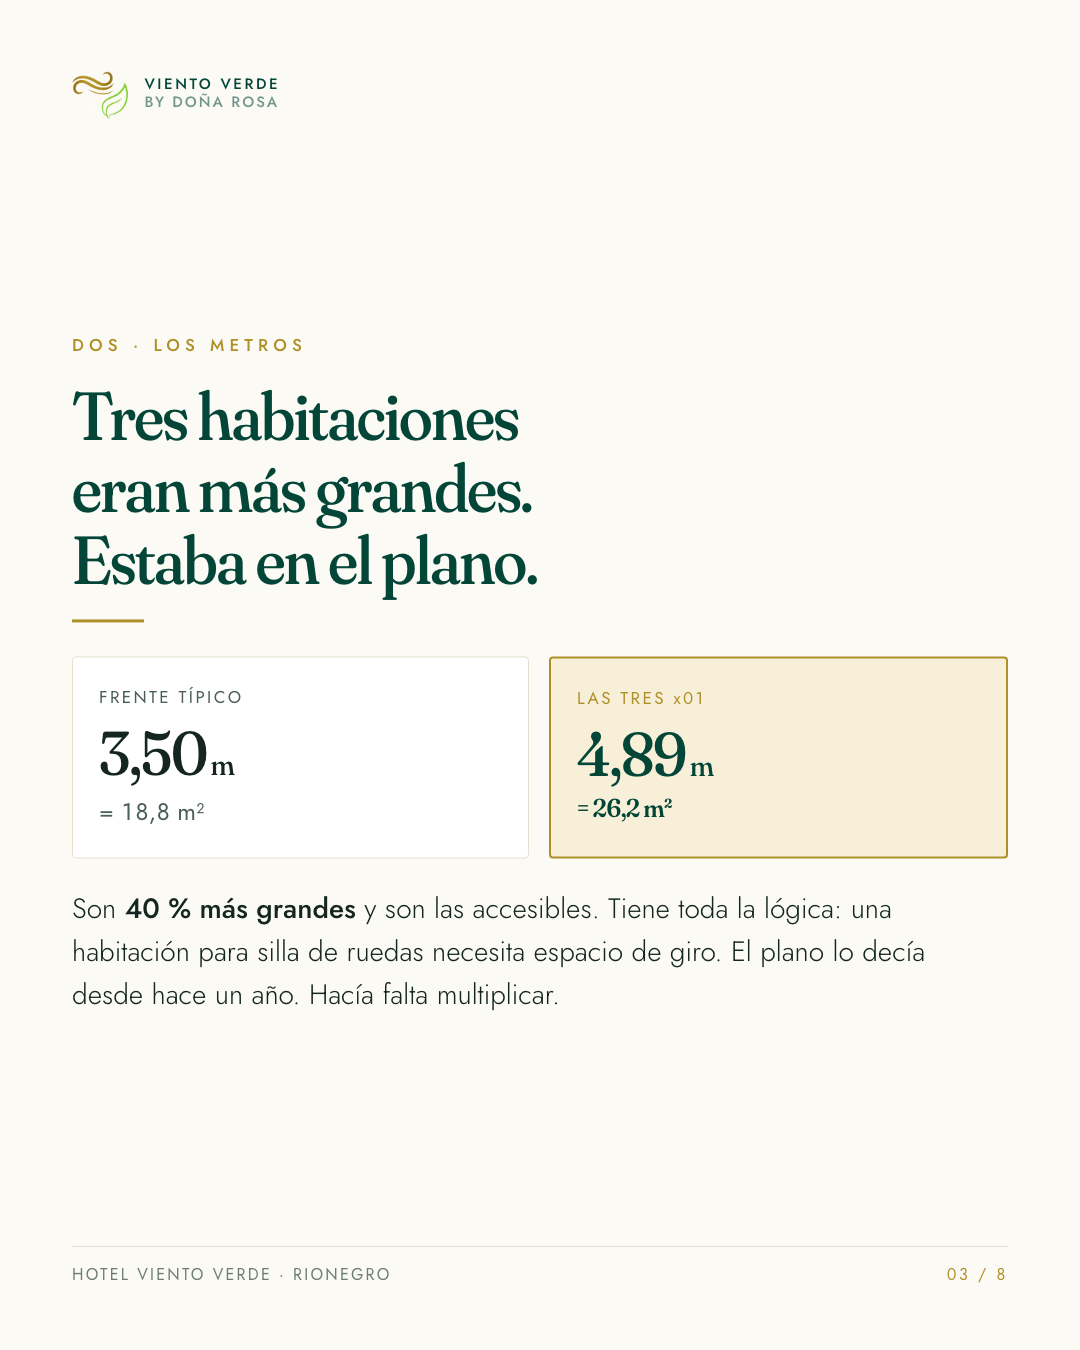 VIENTO VERDE
BY DOÑA ROSA
DOS · LOS METROS
Tres habitaciones
eran más grandes.
Estaba en el plano.
FRENTE TÍPICO
3,50 m
= 18,8 m²
LAS TRES x01
4,89 m
= 26,2 m²
Son 40 % más grandes y son las accesibles. Tiene toda la lógica: una
habitación para silla de ruedas necesita espacio de giro. El plano lo decía
desde hace un año. Hacía falta multiplicar.
HOTEL VIENTO VERDE · RIONEGRO
03 / 8